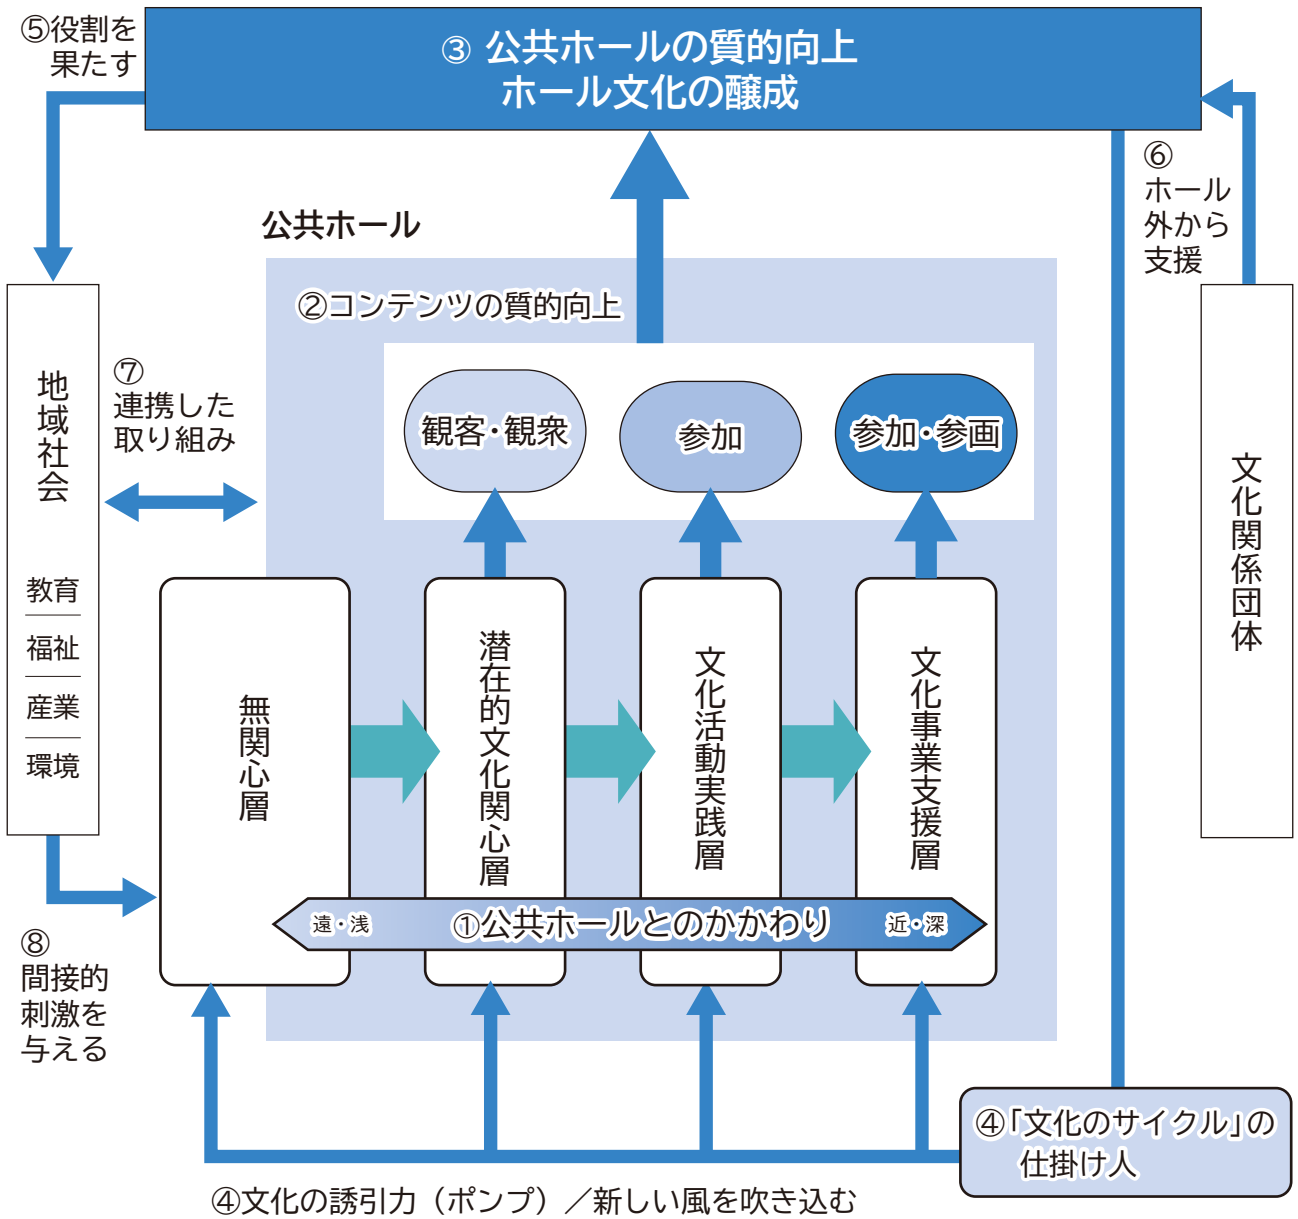 ⑤役割を
果たす
③ 公共ホールの質的向上
ホール文化の醸成
⑥
ホール
外から
支援
公共ホール
②コンテンツの質的向上
地域社会
教育
福祉
産業
環境
⑦
連携した
取り組み
観客・観衆
参加
参加・参画
文化関係団体
無関心層
潜在的文化関心層
文化活動実践層
文化事業支援層
遠・浅
①公共ホールとのかかわり
近・深
⑧
間接的
刺激を
与える
④「文化のサイクル」の
仕掛け人
④文化の誘引力（ポンプ）／新しい風を吹き込む